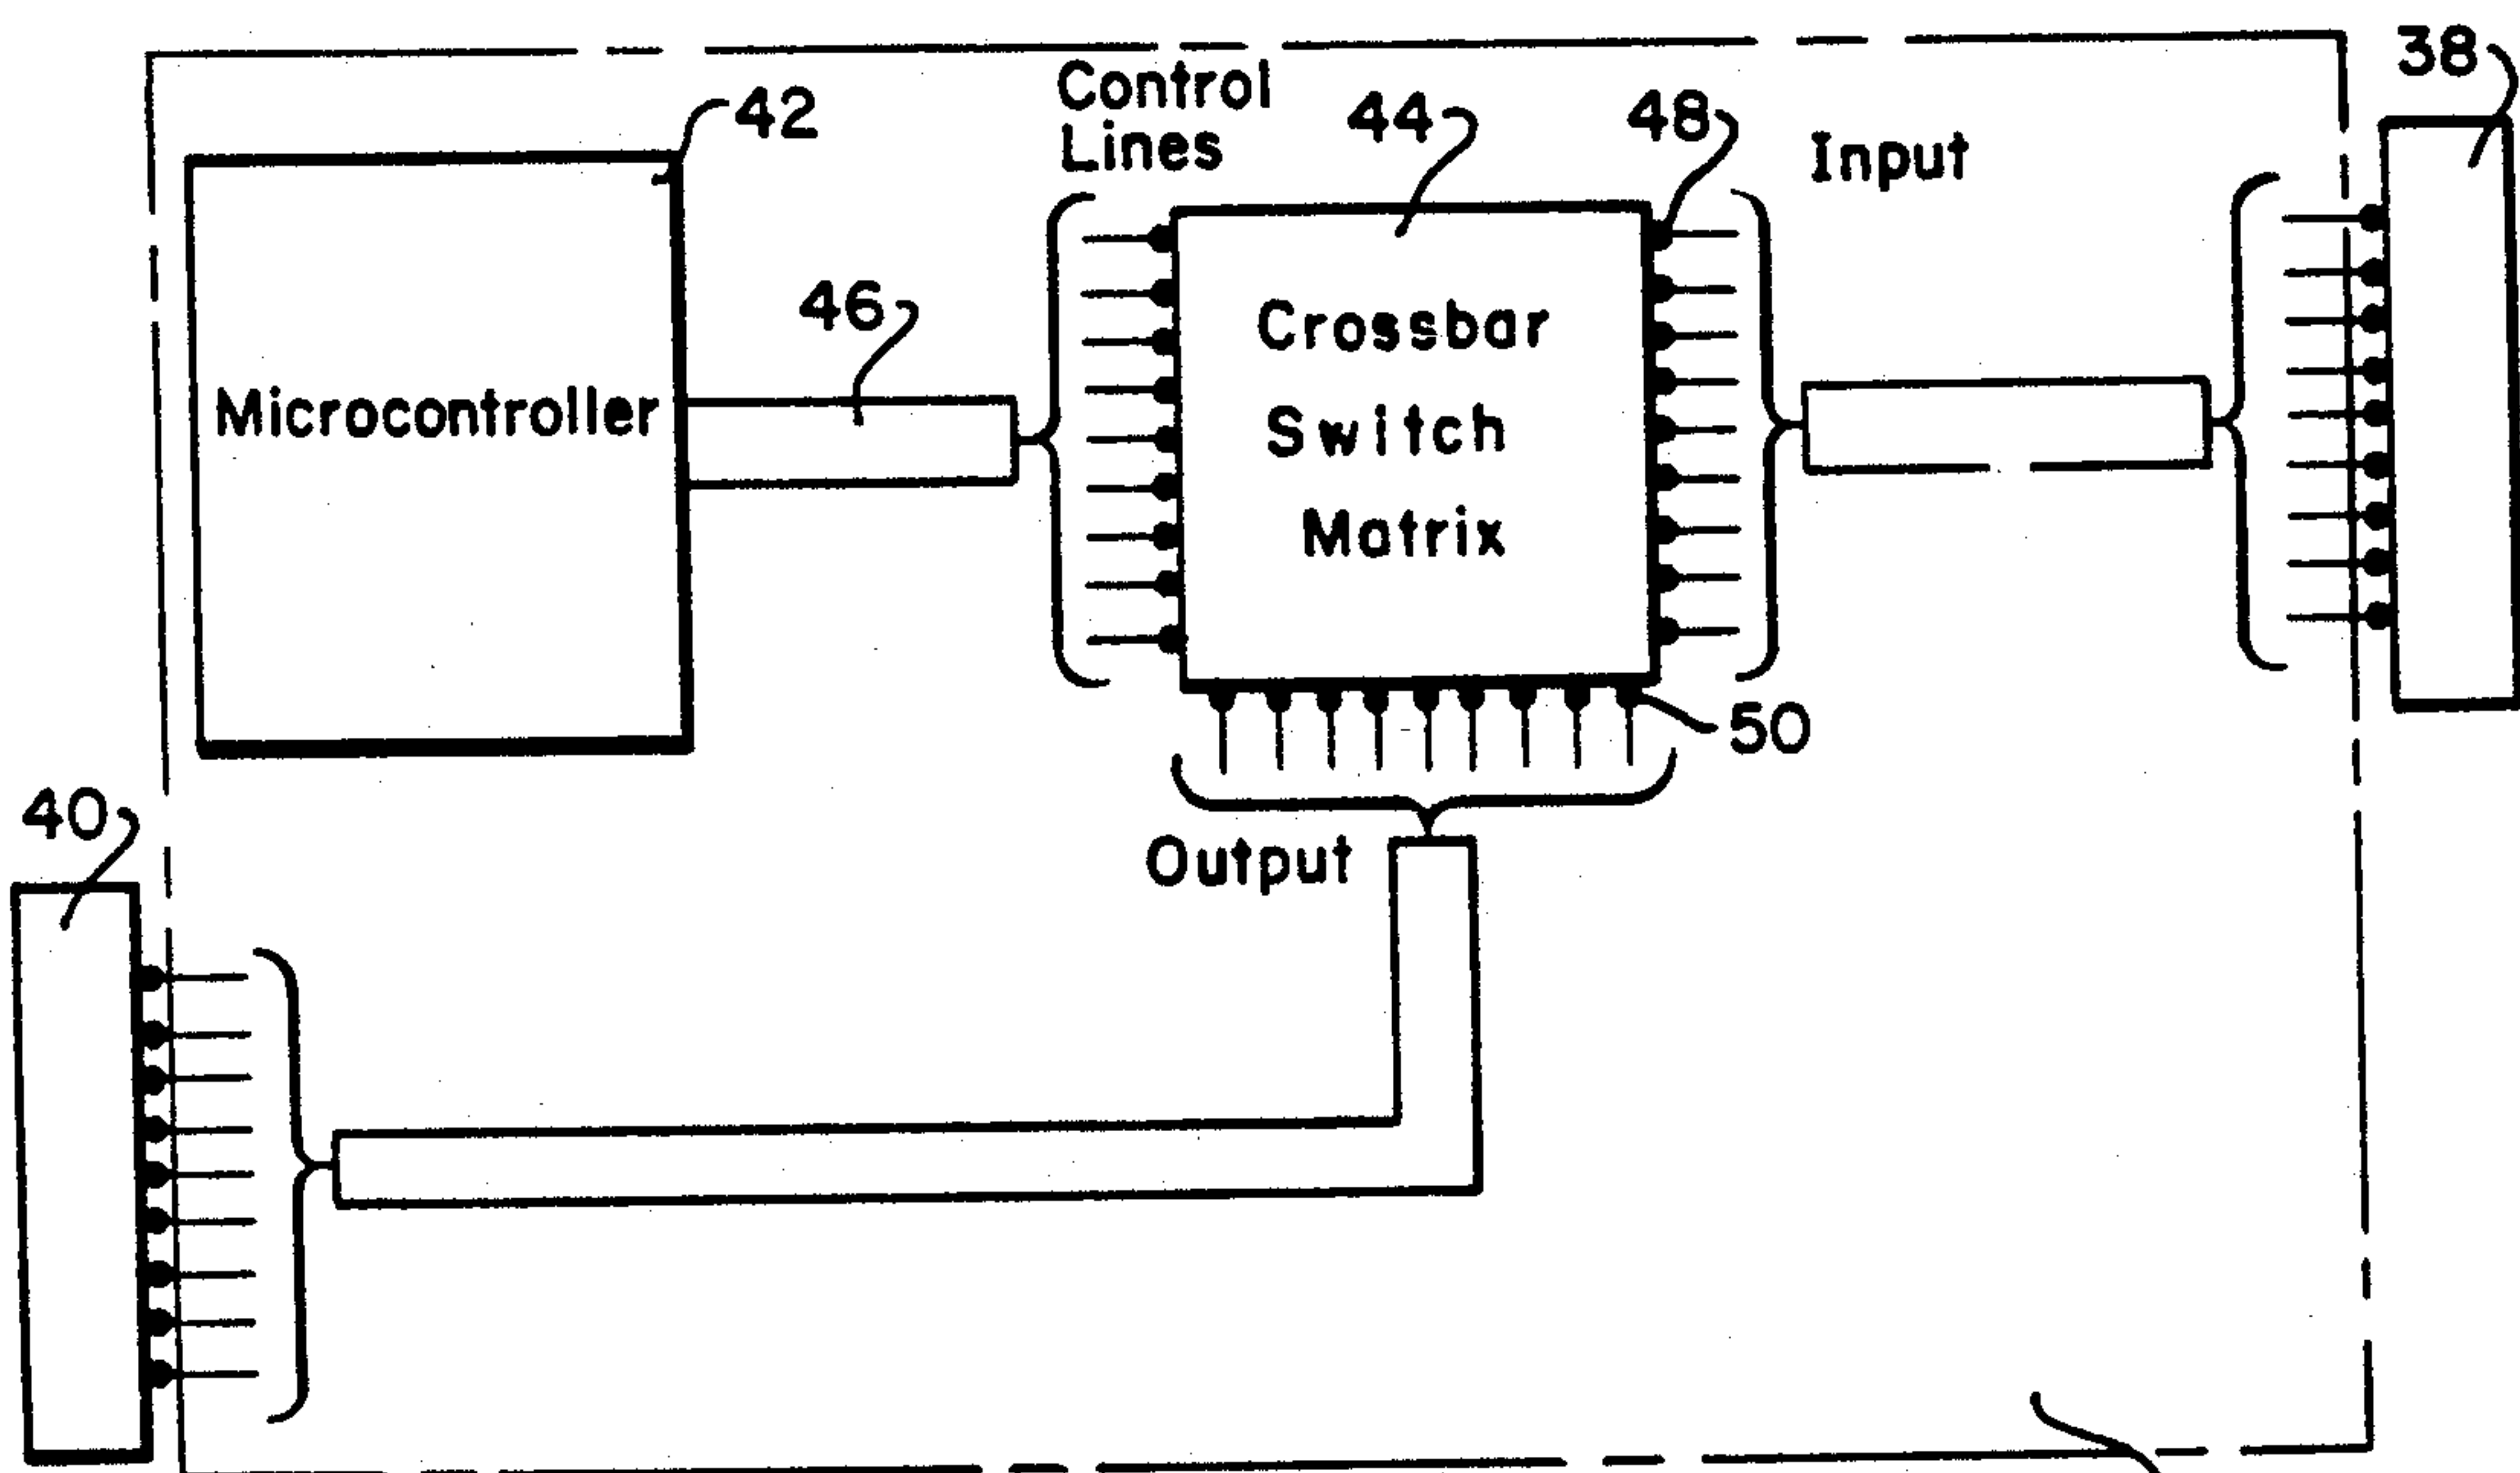 38
42
Control
Lines
44
48
Input
46
Crossbar
Switch
Matrix
Microcontroller
50
40
Output